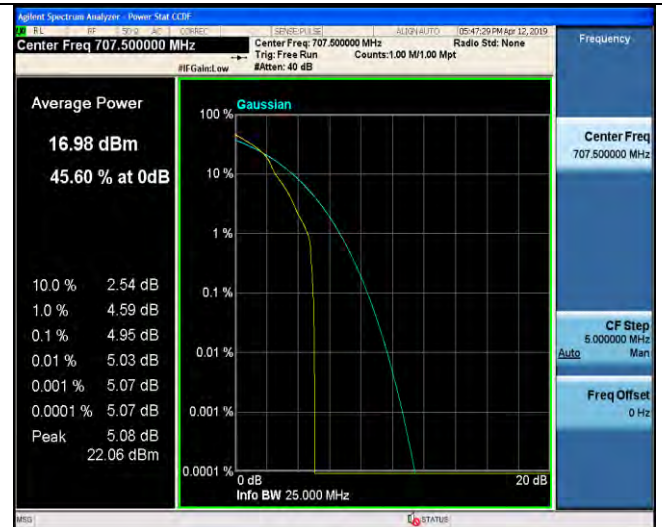 Agilent Spectrum Analyzer - Power Stat CCDF
RL RF 50 Ω AC CORREC SENSE:PULSE ALIGN AUTO 05:47:29 PM Apr 12, 2019
Center Freq 707.500000 MHz
Center Freq: 707.500000 MHz Radio Std: None
Trig: Free Run Counts:1.00 M/1.00 Mpt
#IFGain:Low #Atten: 40 dB
Frequency
Average Power
16.98 dBm
45.60 % at 0dB
10.0 % 2.54 dB
1.0 % 4.59 dB
0.1 % 4.95 dB
0.01 % 5.03 dB
0.001 % 5.07 dB
0.0001 % 5.07 dB
Peak 5.08 dB
22.06 dBm
Gaussian
100 %
10 %
1 %
0.1 %
0.01 %
0.001 %
0.0001 %
0 dB 20 dB
Info BW 25.000 MHz
Center Freq
707.500000 MHz
CF Step
5.000000 MHz
Auto Man
Freq Offset
0 Hz
MSG STATUS